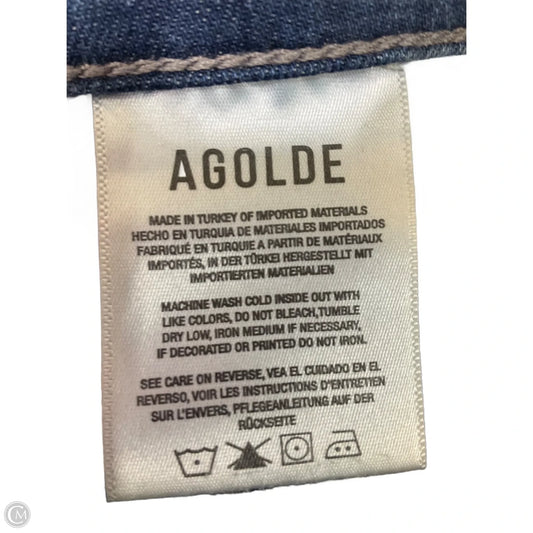 AGOLDE
MADE IN TURKEY OF IMPORTED MATERIALS
HECHO EN TURQUIA DE MATERIALES IMPORTADOS
FABRIQUÉ EN TURQUIE A PARTIR DE MATÉRIAUX
IMPORTÉS, IN DER TÜRKEI HERGESTELLT MIT
IMPORTIERTEN MATERIALIEN
MACHINE WASH COLD INSIDE OUT WITH
LIKE COLORS, DO NOT BLEACH,TUMBLE
DRY LOW, IRON MEDIUM IF NECESSARY,
IF DECORATED OR PRINTED DO NOT IRON.
SEE CARE ON REVERSE, VEA EL CUIDADO EN EL
REVERSO, VOIR LES INSTRUCTIONS D'ENTRETIEN
SUR L'ENVERS, PFLEGEANLEITUNG AUF DER
RÜCKSEITE
CM